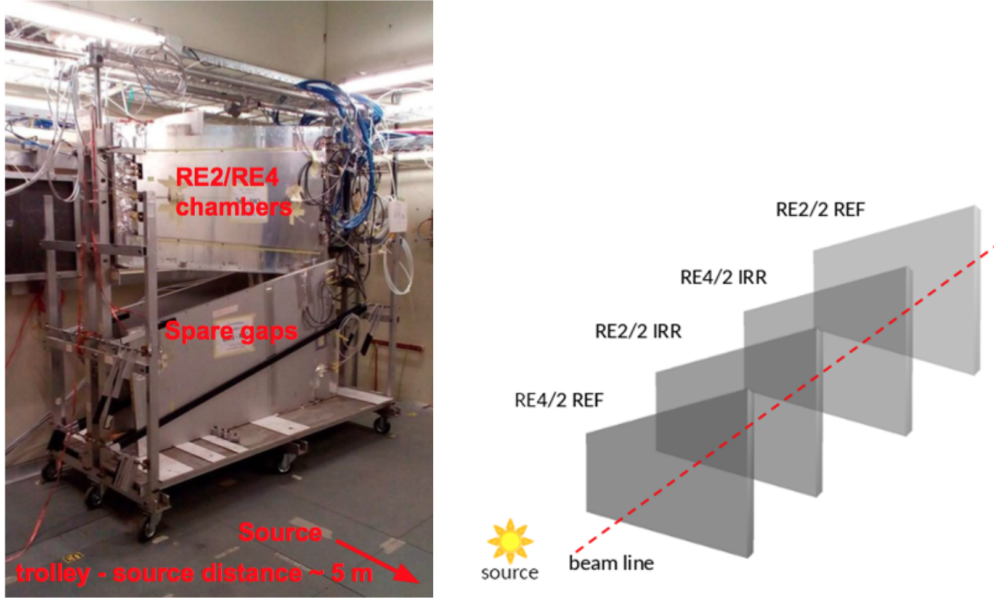 RE2/RE4
chambers
Spare gaps
Source
trolley - source distance ~ 5 m
RE2/2 REF
RE4/2 IRR
RE2/2 IRR
RE4/2 REF
source
beam line